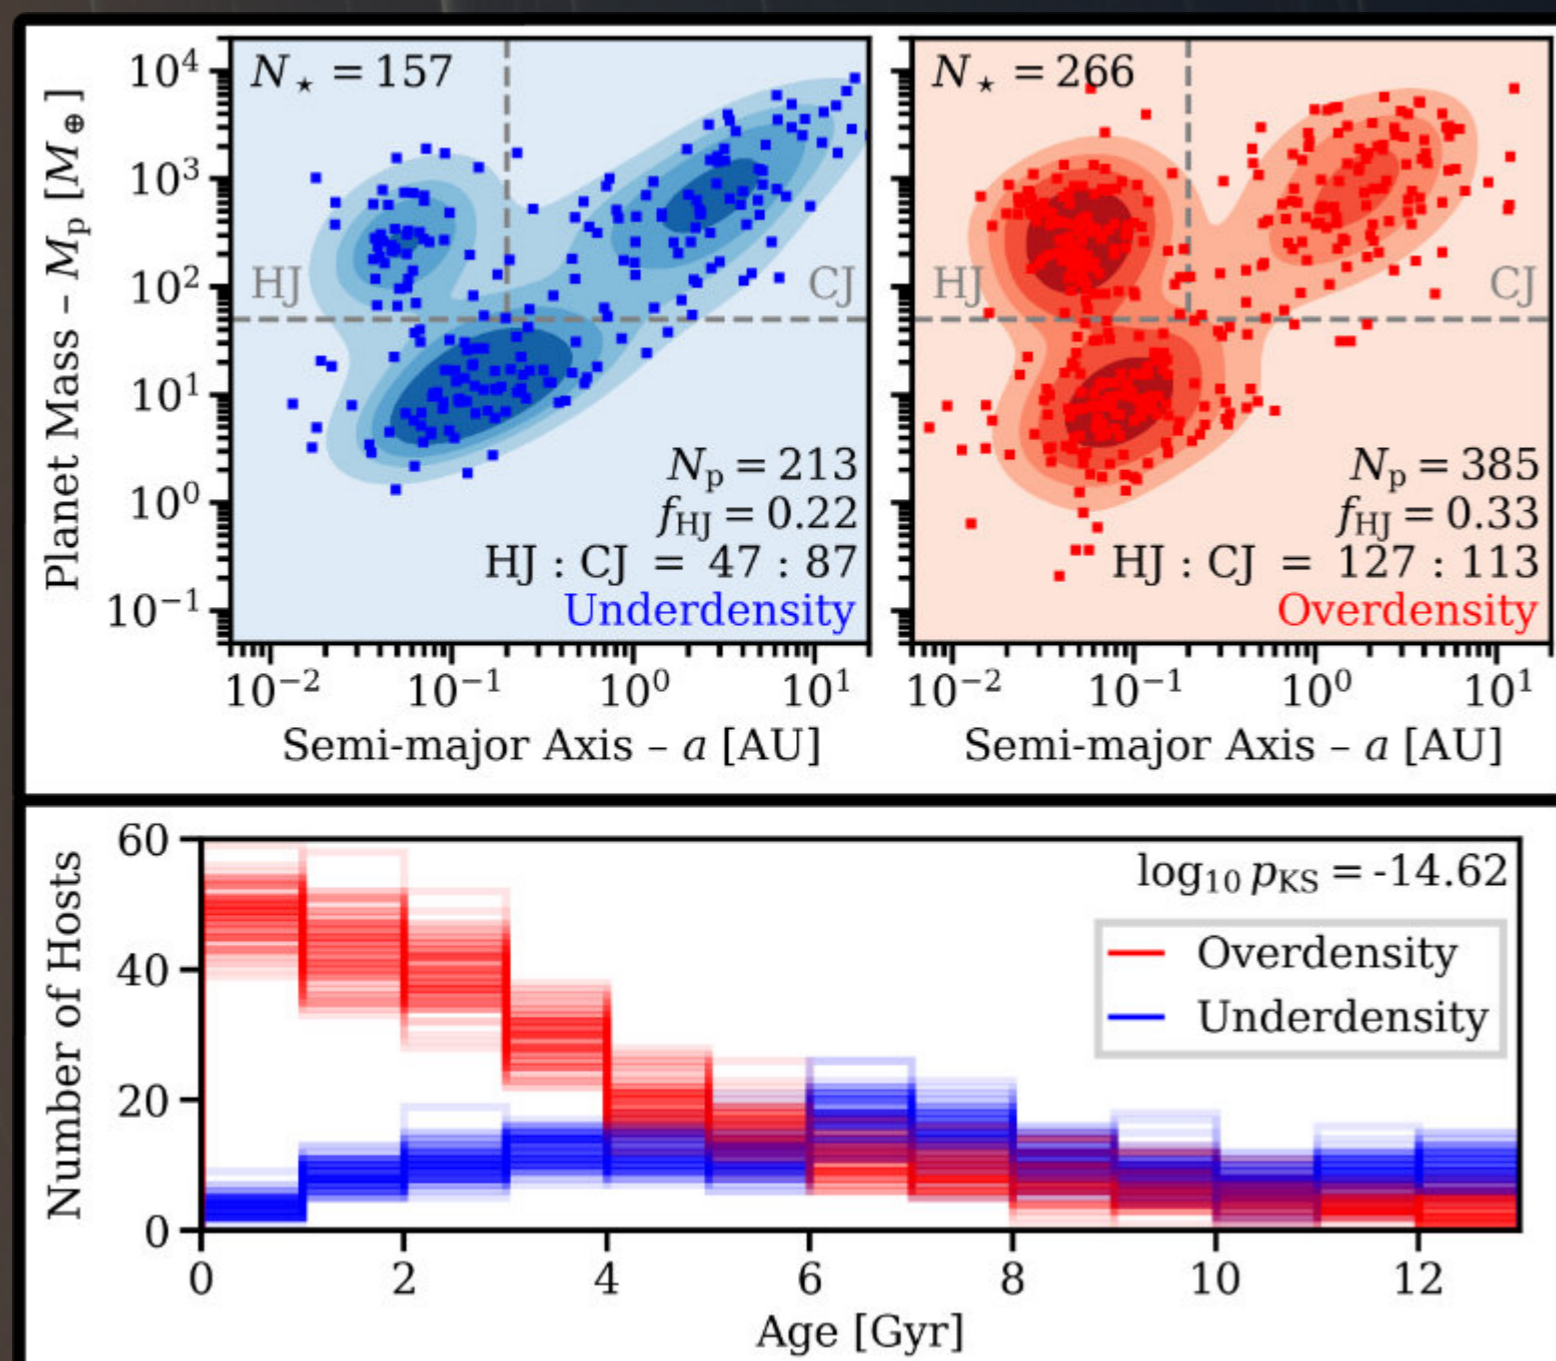 N⋆ = 157
HJ
CJ
Nₚ = 213
f_HJ = 0.22
HJ : CJ = 47 : 87
Underdensity
10⁴
10³
10²
10¹
10⁰
10⁻¹
Planet Mass – Mₚ [M⊕]
10⁻² 10⁻¹ 10⁰ 10¹
Semi-major Axis – a [AU]
N⋆ = 266
HJ
CJ
Nₚ = 385
f_HJ = 0.33
HJ : CJ = 127 : 113
Overdensity
10⁻² 10⁻¹ 10⁰ 10¹
Semi-major Axis – a [AU]
60
40
20
0
Number of Hosts
log₁₀ p_KS = -14.62
Overdensity
Underdensity
0 2 4 6 8 10 12
Age [Gyr]